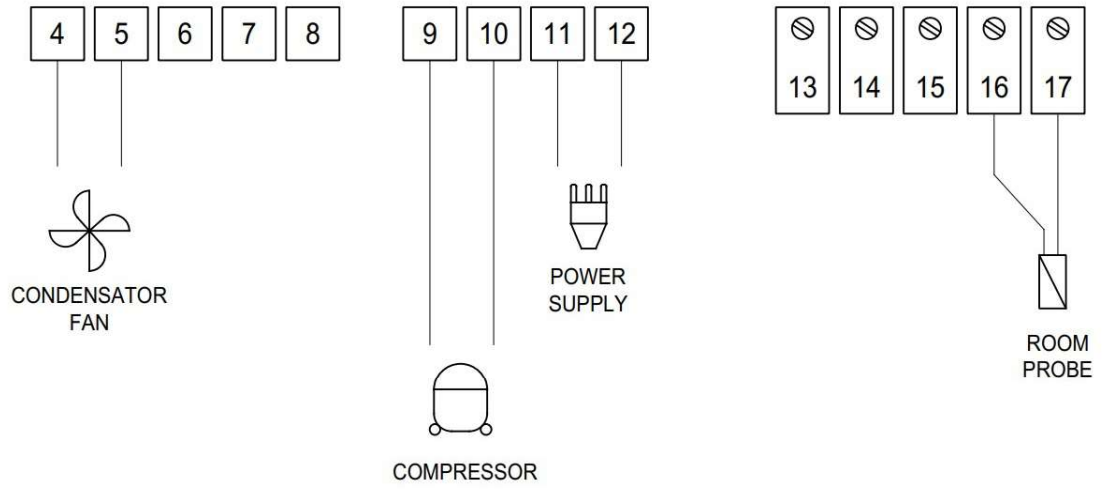 4 5 6 7 8 9 10 11 12
13 14 15 16 17
CONDENSATOR
FAN
POWER
SUPPLY
ROOM
PROBE
COMPRESSOR